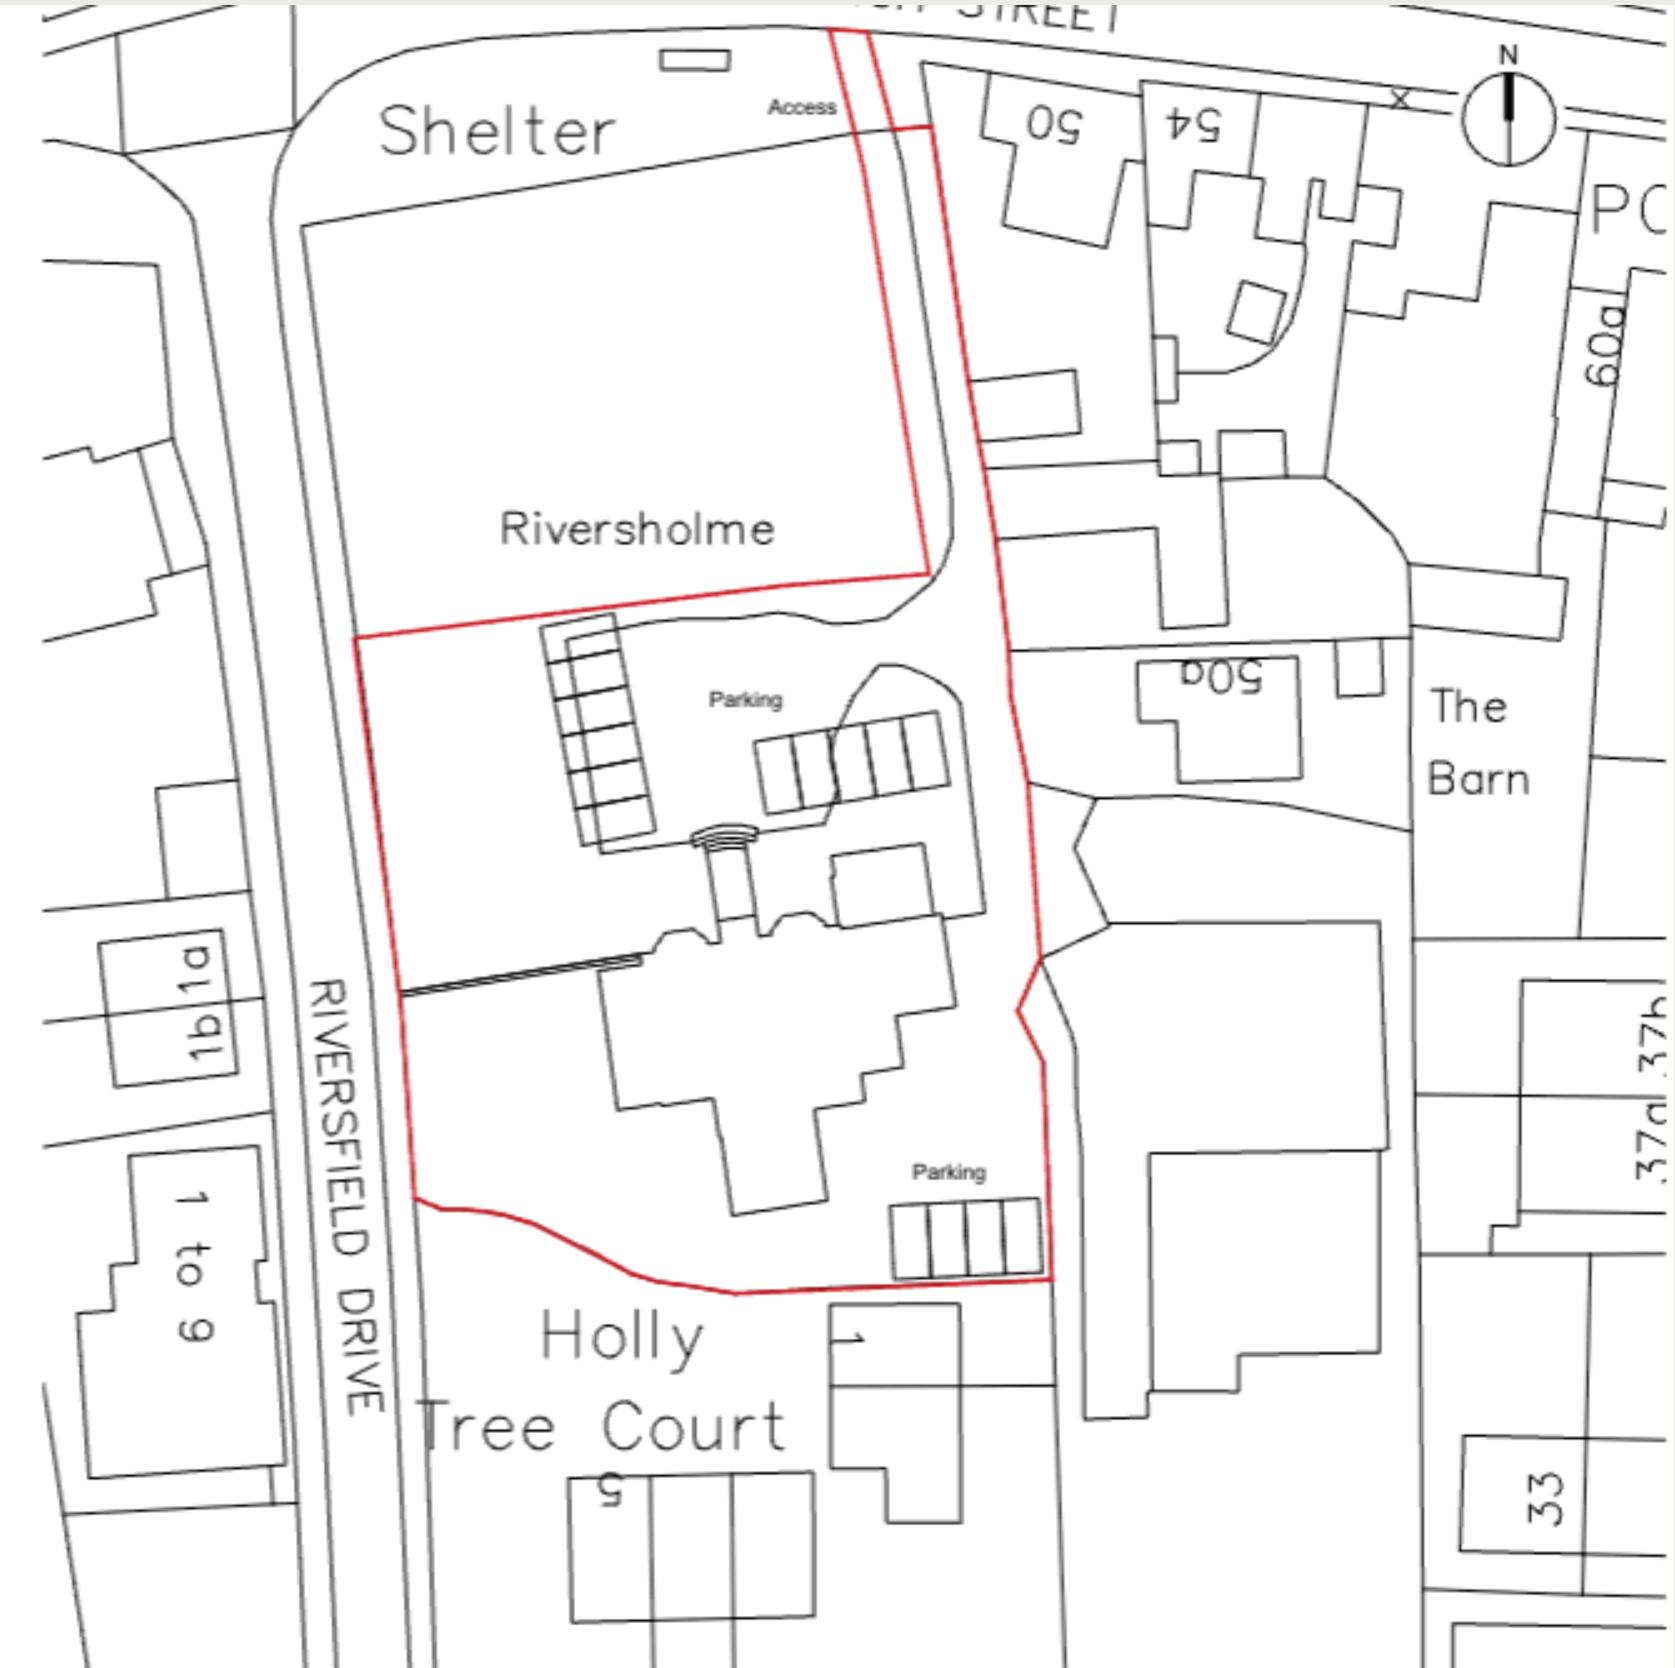 STREET
N
Access
Shelter
50
54
PO
60a
Riversholme
Parking
50a
The
Barn
1a
1b
RIVERSFIELD DRIVE
37b
37a
Parking
1 to 9
Holly
Tree Court
1
5
33